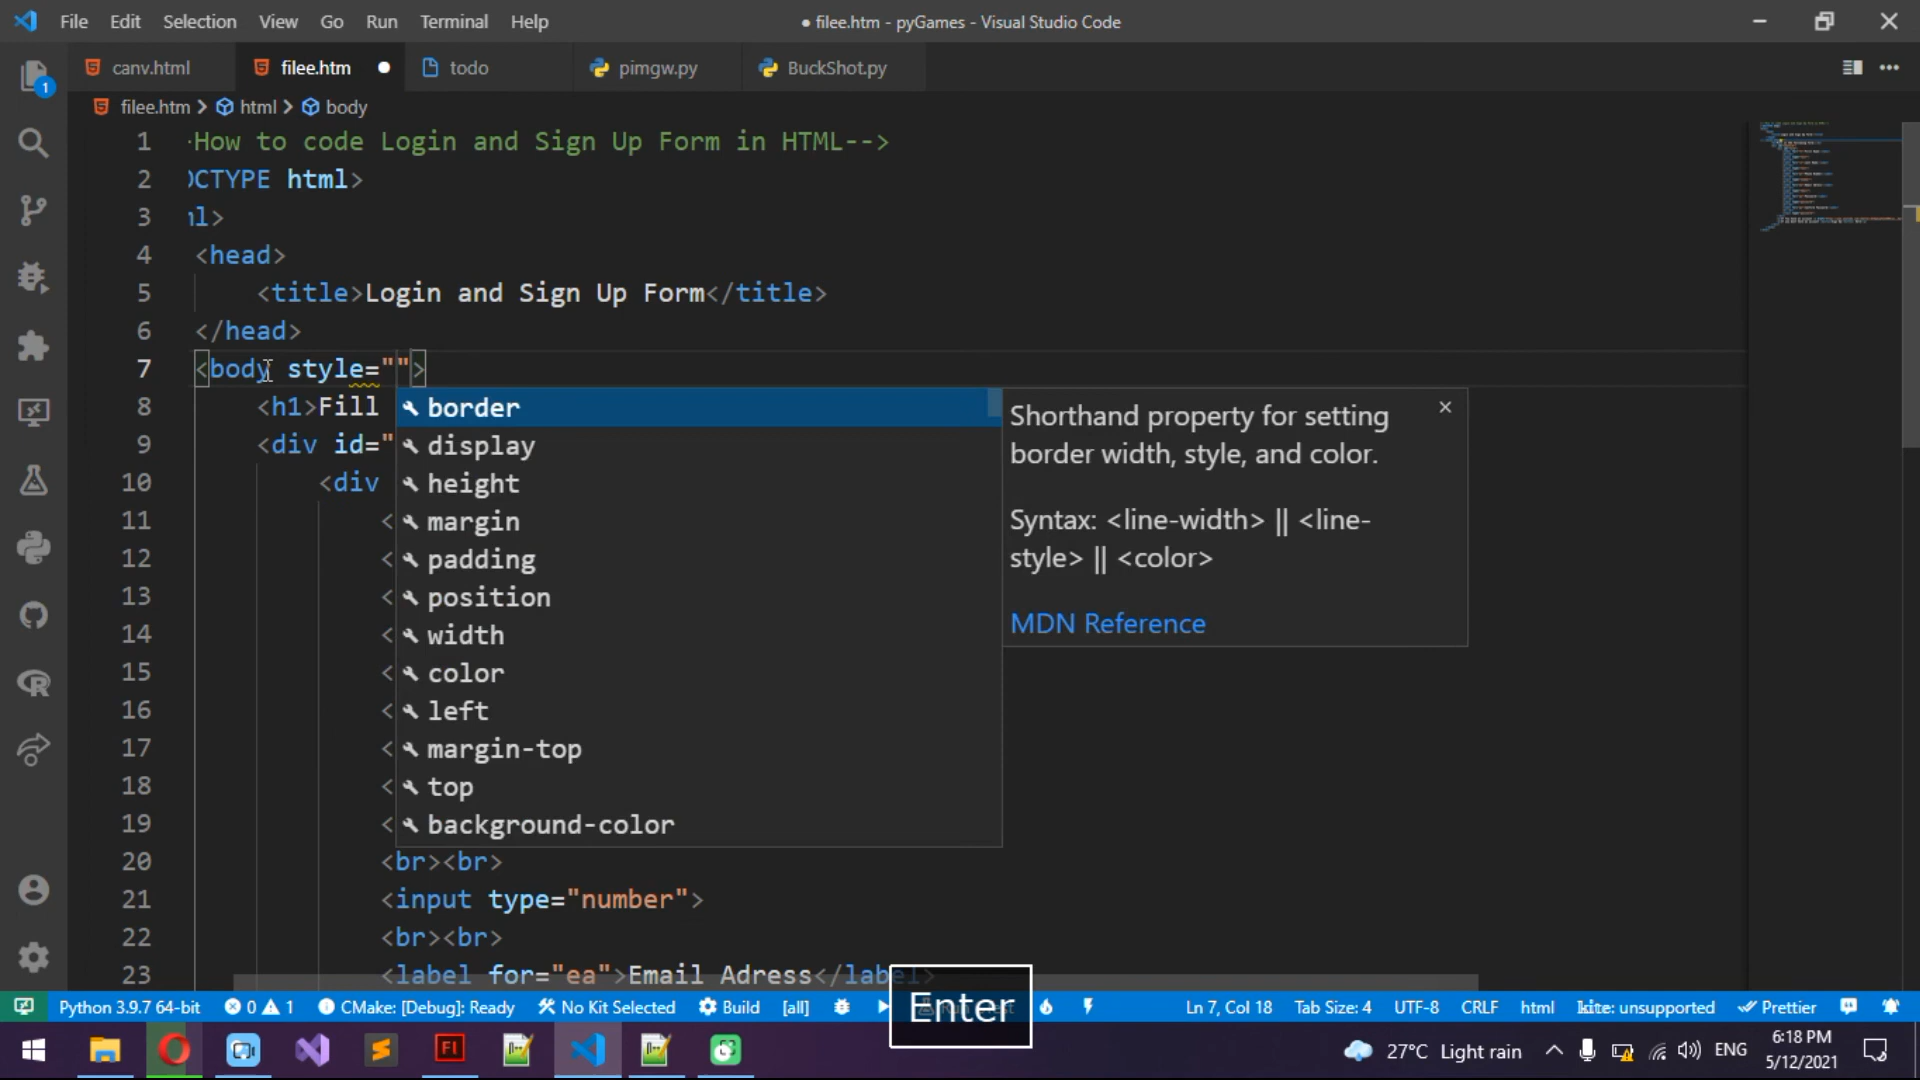 File Edit Selection View Go Run Terminal Help
● filee.htm - pyGames - Visual Studio Code
canv.html filee.htm todo pimgw.py BuckShot.py
filee.htm > html > body
1 -How to code Login and Sign Up Form in HTML-->
2 OCTYPE html>
3 ml>
4 <head>
5 <title>Login and Sign Up Form</title>
6 </head>
7 <body style="">
8 <h1>Fill
9 <div id="
10 <div
11 <
12 <
13 <
14 <
15 <
16 <
17 <
18 <
19 <
border
display
height
margin
padding
position
width
color
left
margin-top
top
background-color
Shorthand property for setting
border width, style, and color.
Syntax: <line-width> || <line-
style> || <color>
MDN Reference
20 <br><br>
21 <input type="number">
22 <br><br>
23 <label for="ea">Email Adress</label>
Enter
1
Python 3.9.7 64-bit 0 1 CMake: [Debug]: Ready No Kit Selected Build [all] Ln 7, Col 18 Tab Size: 4 UTF-8 CRLF html kite: unsupported Prettier
Fl
27°C Light rain ENG
6:18 PM
5/12/2021